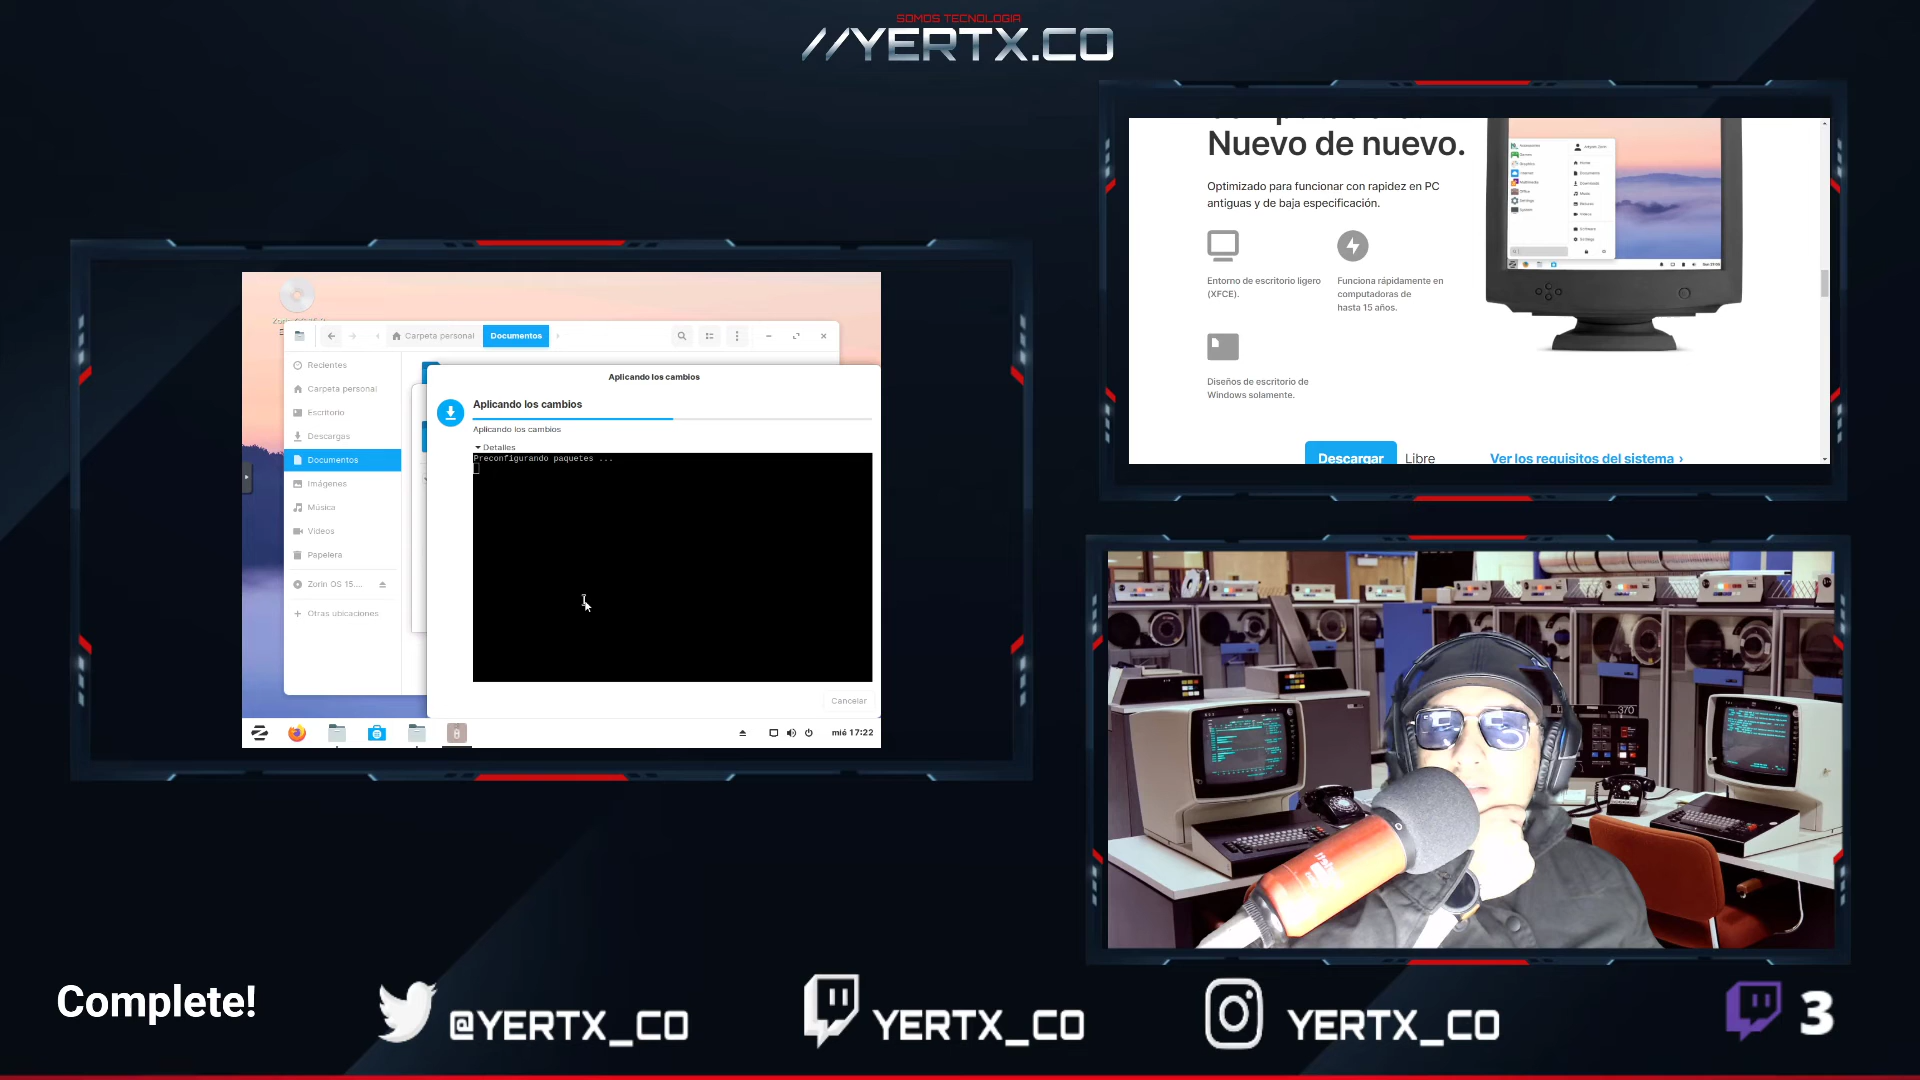 SOMOS TECNOLOGIA
//YERTX.CO
Carpeta personal
Documentos
Recientes
Carpeta personal
Escritorio
Descargas
Documentos
Imágenes
Música
Vídeos
Papelera
Zorin OS 15....
Otras ubicaciones
Aplicando los cambios
Aplicando los cambios
Aplicando los cambios
Detalles
Preconfigurando paquetes ...
Cancelar
mié 17:22
Nuevo de nuevo.
Optimizado para funcionar con rapidez en PC
antiguas y de baja especificación.
Entorno de escritorio ligero
(XFCE).
Funciona rápidamente en
computadoras de
hasta 15 años.
Diseños de escritorio de
Windows solamente.
Descargar
Libre
Ver los requisitos del sistema ›
370
Complete!
@YERTX_CO
YERTX_CO
YERTX_CO
3